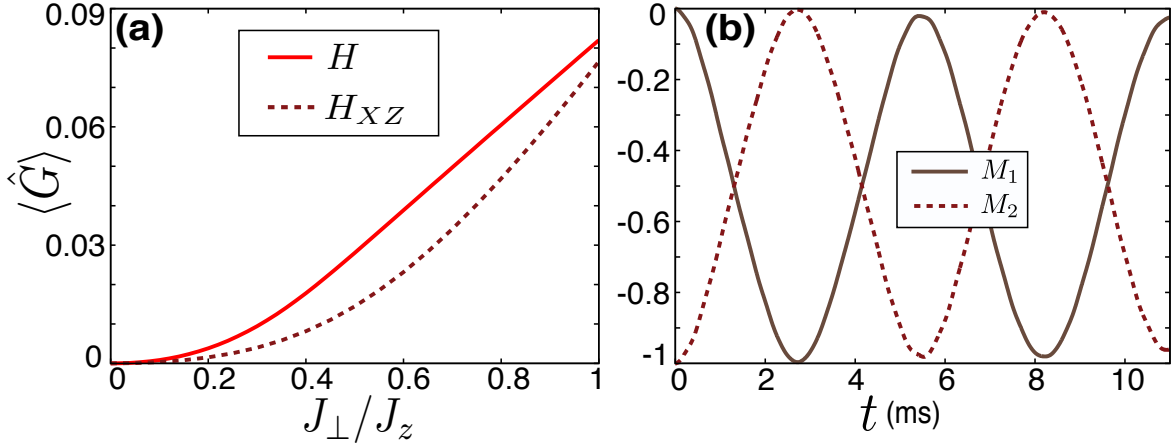 (a)
H
H_{XZ}
0.09
0.06
0.03
0
⟨Ĝ⟩
0 0.2 0.4 0.6 0.8 1
J_⊥/J_z
(b)
M_1
M_2
0
-0.2
-0.4
-0.6
-0.8
-1
0 2 4 6 8 10
t (ms)